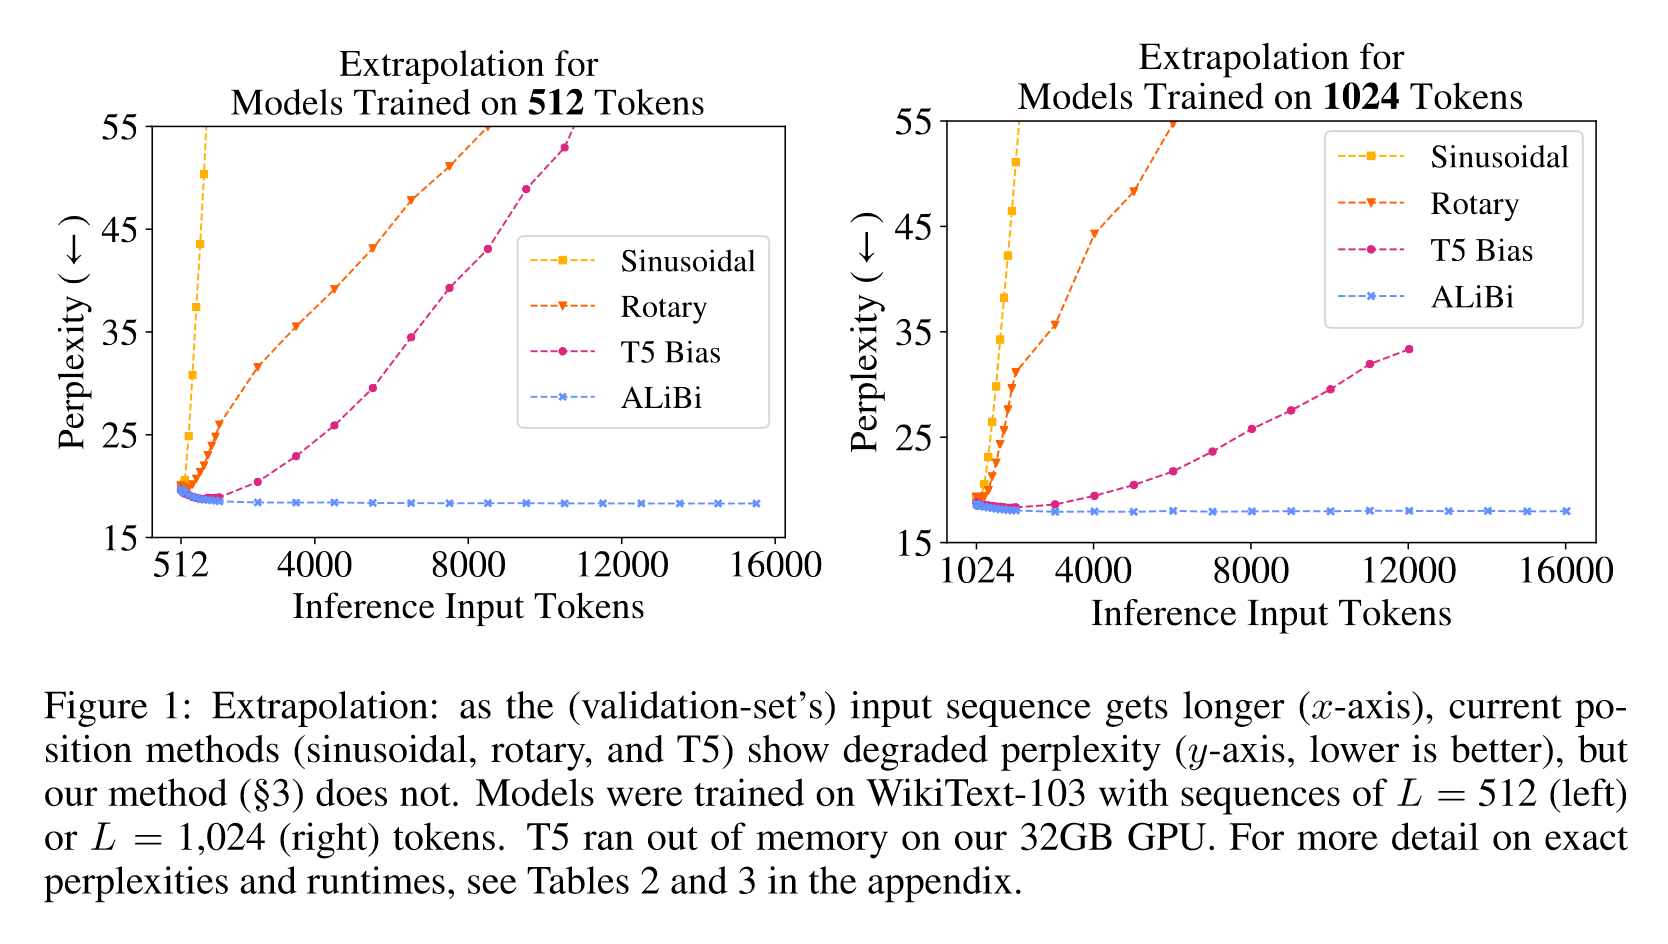 Extrapolation for
Models Trained on 512 Tokens
55
45
35
25
15
Perplexity (←)
512 4000 8000 12000 16000
Inference Input Tokens
Sinusoidal
Rotary
T5 Bias
ALiBi
Extrapolation for
Models Trained on 1024 Tokens
55
45
35
25
15
Perplexity (←)
1024 4000 8000 12000 16000
Inference Input Tokens
Sinusoidal
Rotary
T5 Bias
ALiBi
Figure 1: Extrapolation: as the (validation-set's) input sequence gets longer (x-axis), current po-
sition methods (sinusoidal, rotary, and T5) show degraded perplexity (y-axis, lower is better), but
our method (§3) does not. Models were trained on WikiText-103 with sequences of L = 512 (left)
or L = 1,024 (right) tokens. T5 ran out of memory on our 32GB GPU. For more detail on exact
perplexities and runtimes, see Tables 2 and 3 in the appendix.